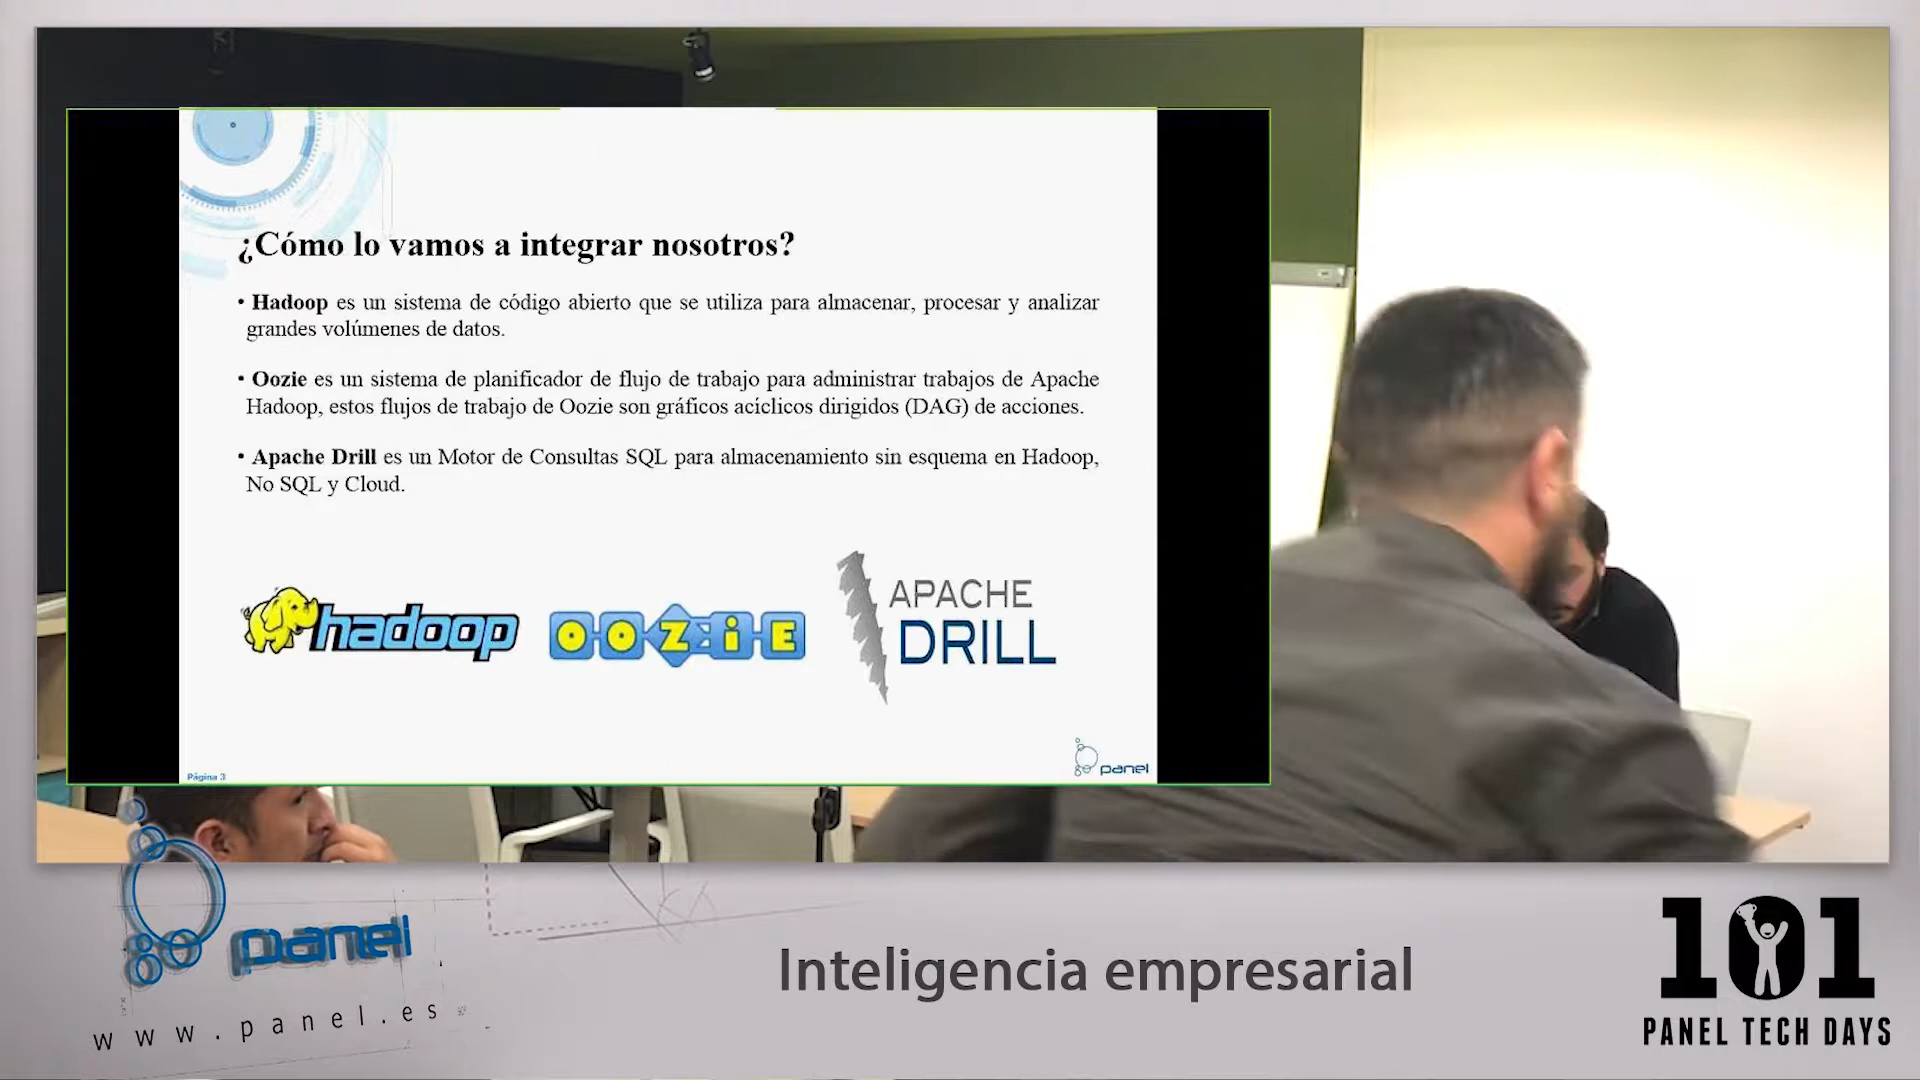 ¿Cómo lo vamos a integrar nosotros?
• Hadoop es un sistema de código abierto que se utiliza para almacenar, procesar y analizar
grandes volúmenes de datos.
• Oozie es un sistema de planificador de flujo de trabajo para administrar trabajos de Apache
Hadoop, estos flujos de trabajo de Oozie son gráficos acíclicos dirigidos (DAG) de acciones.
• Apache Drill es un Motor de Consultas SQL para almacenamiento sin esquema en Hadoop,
No SQL y Cloud.
hadoop
OOZiE
APACHE
DRILL
Página 3
panel
panel
www.panel.es
Inteligencia empresarial
101
PANEL TECH DAYS